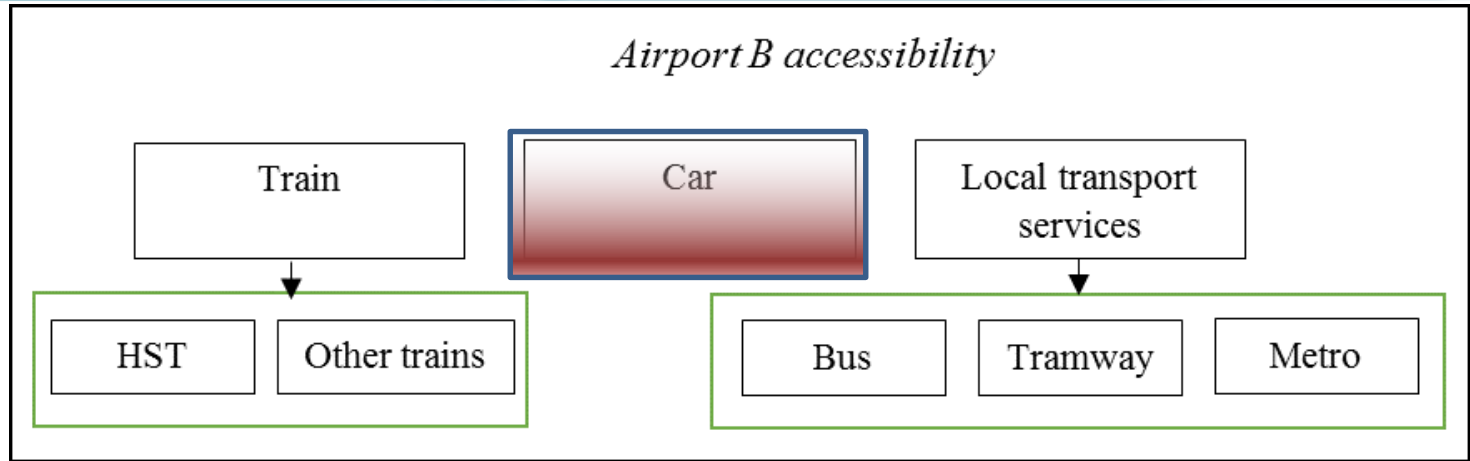 Airport B accessibility
Train
Car
Local transport
services
HST
Other trains
Bus
Tramway
Metro